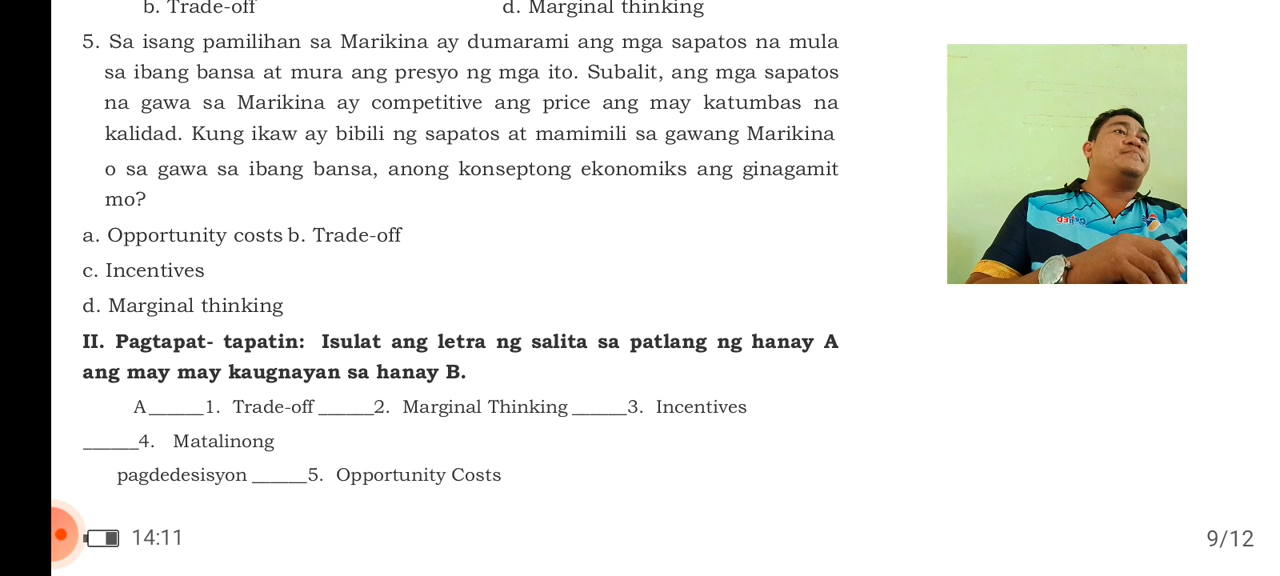 b. Trade-off d. Marginal thinking
5. Sa isang pamilihan sa Marikina ay dumarami ang mga sapatos na mula
sa ibang bansa at mura ang presyo ng mga ito. Subalit, ang mga sapatos
na gawa sa Marikina ay competitive ang price ang may katumbas na
kalidad. Kung ikaw ay bibili ng sapatos at mamimili sa gawang Marikina
o sa gawa sa ibang bansa, anong konseptong ekonomiks ang ginagamit
mo?
a. Opportunity costs b. Trade-off
c. Incentives
d. Marginal thinking
II. Pagtapat- tapatin: Isulat ang letra ng salita sa patlang ng hanay A
ang may may kaugnayan sa hanay B.
A______1. Trade-off ______2. Marginal Thinking ______3. Incentives
______4. Matalinong
pagdedesisyon ______5. Opportunity Costs
14:11
9/12